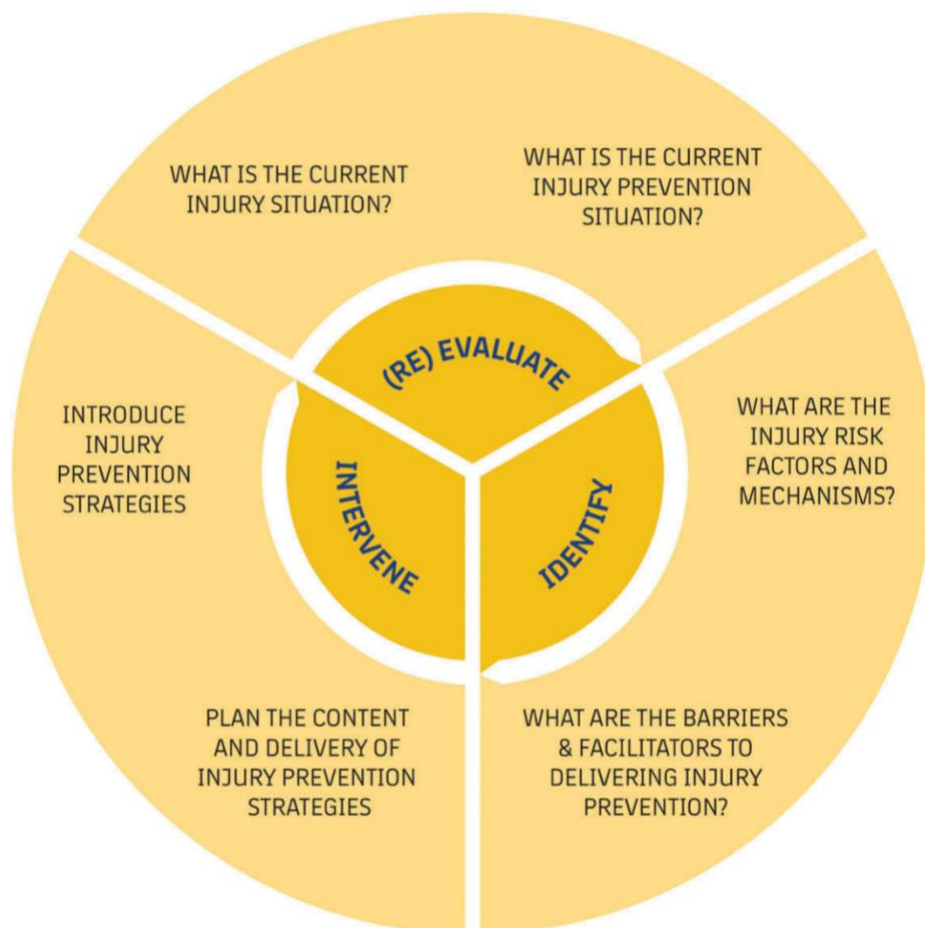 WHAT IS THE CURRENT
INJURY SITUATION?
WHAT IS THE CURRENT
INJURY PREVENTION
SITUATION?
(RE) EVALUATE
INTRODUCE
INJURY
PREVENTION
STRATEGIES
INTERVENE
IDENTIFY
WHAT ARE THE
INJURY RISK
FACTORS AND
MECHANISMS?
PLAN THE CONTENT
AND DELIVERY OF
INJURY PREVENTION
STRATEGIES
WHAT ARE THE BARRIERS
& FACILITATORS TO
DELIVERING INJURY
PREVENTION?